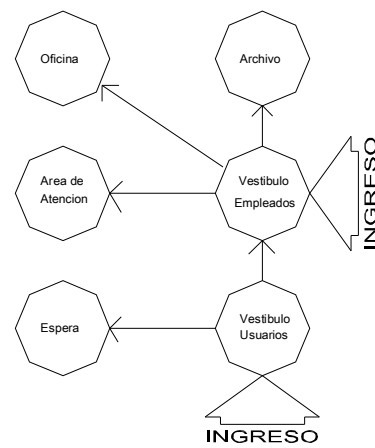 Oficina
Archivo
Area de
Atencion
Vestibulo
Empleados
INGRESO
Espera
Vestibulo
Usuarios
INGRESO